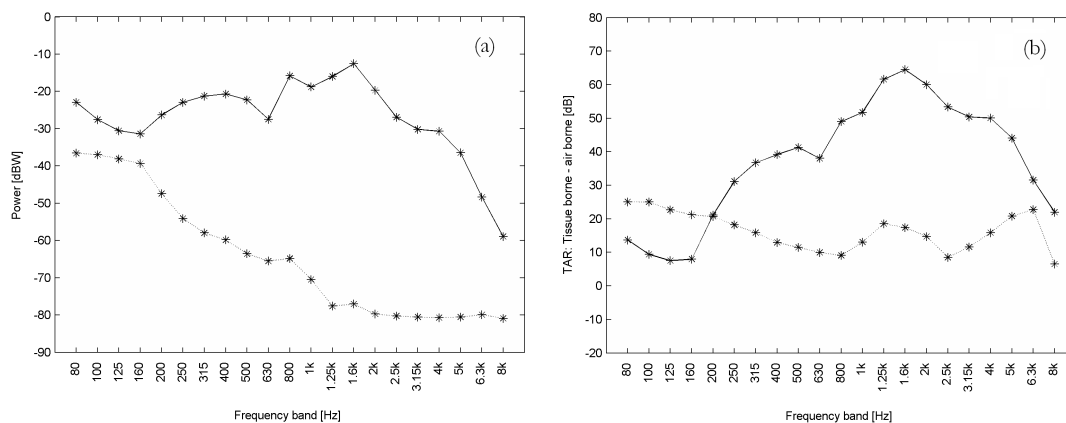 (a)
Power [dBW]
0
-10
-20
-30
-40
-50
-60
-70
-80
-90
80 100 125 160 200 250 315 400 500 630 800 1k 1.25k 1.6k 2k 2.5k 3.15k 4k 5k 6.3k 8k
Frequency band [Hz]
(b)
TAR: Tissue borne - air borne [dB]
80
70
60
50
40
30
20
10
0
-10
-20
80 100 125 160 200 250 315 400 500 630 800 1k 1.25k 1.6k 2k 2.5k 3.15k 4k 5k 6.3k 8k
Frequency band [Hz]